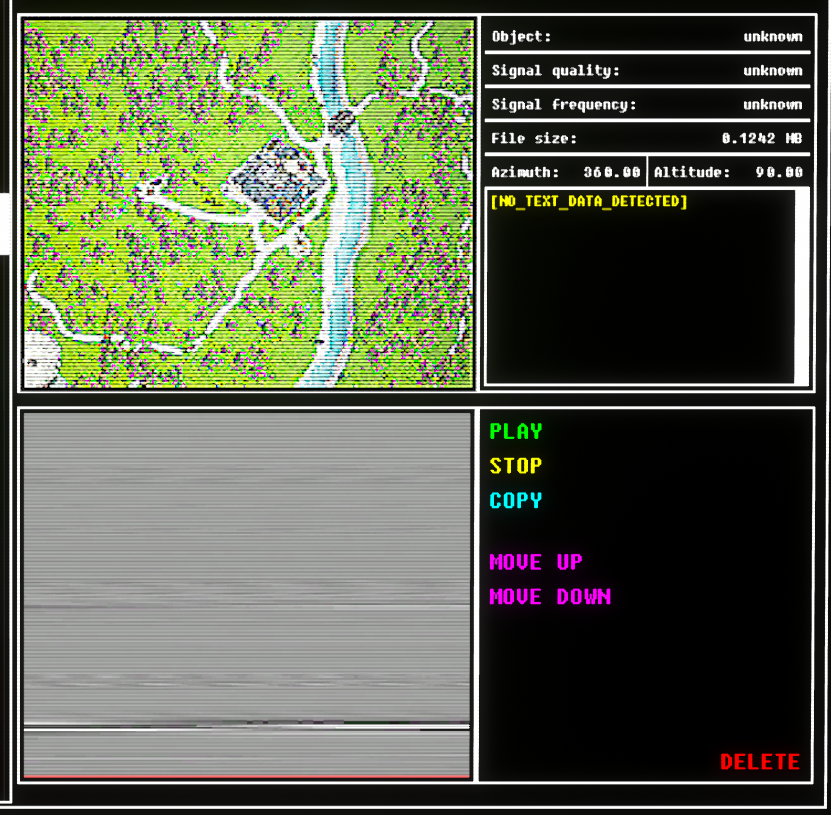 Object: unknown
Signal quality: unknown
Signal frequency: unknown
File size: 0.1242 MB
Azimuth: 360.00 Altitude: 90.00
[NO_TEXT_DATA_DETECTED]
PLAY
STOP
COPY
MOVE UP
MOVE DOWN
DELETE